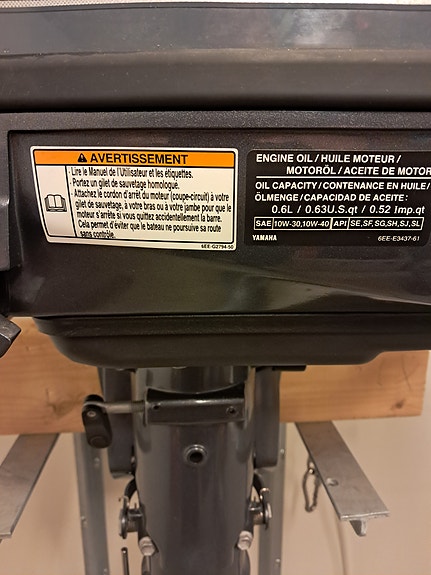 ⚠ AVERTISSEMENT
- Lire le Manuel de l'Utilisateur et les étiquettes.
- Portez un gilet de sauvetage homologué.
- Attachez le cordon d'arrêt du moteur (coupe-circuit) à votre
gilet de sauvetage, à votre bras ou à votre jambe pour que le
moteur s'arrête si vous quittez accidentellement la barre.
Cela permet d'éviter que le bateau ne poursuive sa route
sans contrôle.
6EE-G2794-50
ENGINE OIL / HUILE MOTEUR /
MOTORÖL / ACEITE DE MOTOR
OIL CAPACITY / CONTENANCE EN HUILE /
ÖLMENGE / CAPACIDAD DE ACEITE :
0.6L / 0.63U.S.qt / 0.52 Imp.qt
SAE 10W-30,10W-40 API SE,SF,SG,SH,SJ,SL
YAMAHA 6EE-E3437-61